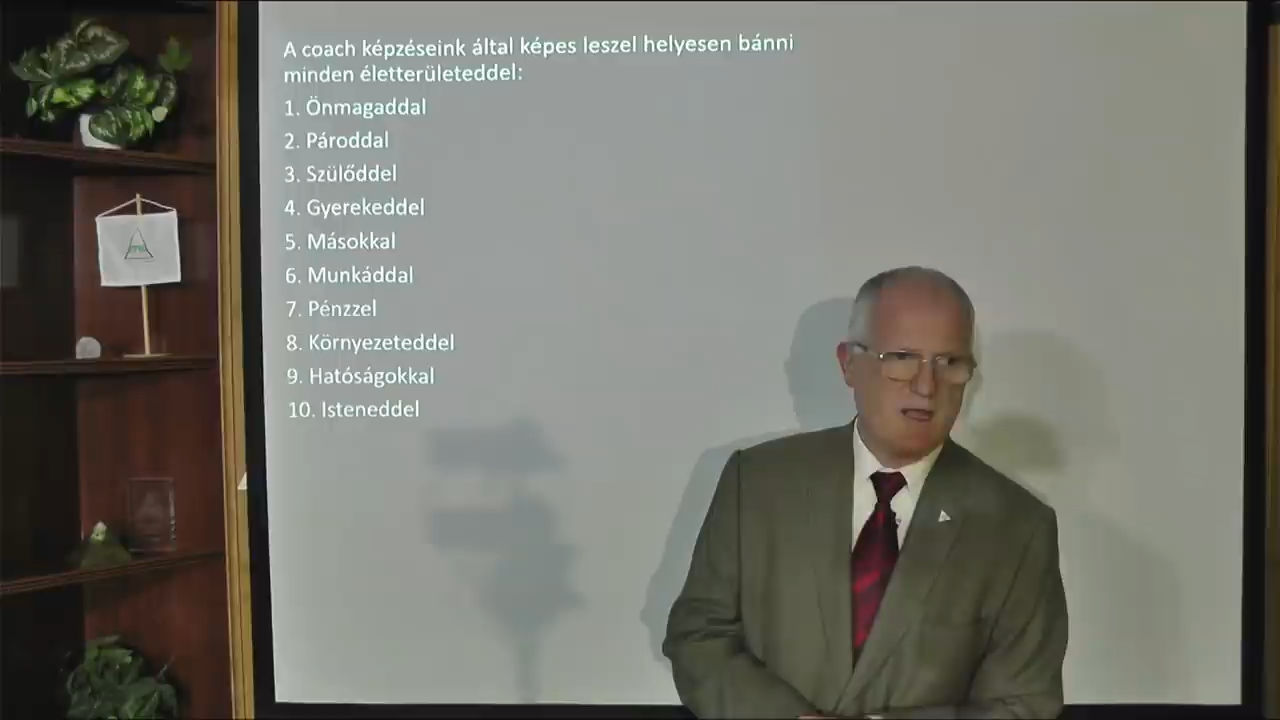 A coach képzéseink által képes leszel helyesen bánni
minden életterületeddel:
1. Önmagaddal
2. Pároddal
3. Szülőddel
4. Gyerekeddel
5. Másokkal
6. Munkáddal
7. Pénzzel
8. Környezeteddel
9. Hatóságokkal
10. Isteneddel